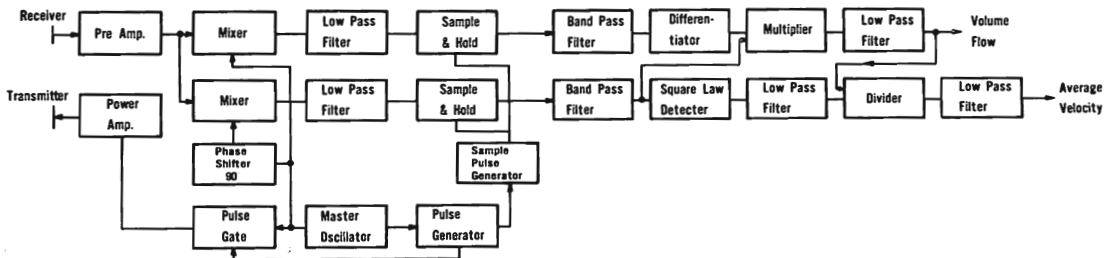 Receiver
Pre Amp.
Mixer
Low Pass
Filter
Sample
& Hold
Band Pass
Filter
Differen-
tiator
Multiplier
Low Pass
Filter
Volume
Flow
Transmitter
Power
Amp.
Mixer
Low Pass
Filter
Sample
& Hold
Band Pass
Filter
Square Law
Detecter
Low Pass
Filter
Divider
Low Pass
Filter
Average
Velocity
Phase
Shifter
90
Sample
Pulse
Generator
Pulse
Gate
Master
Dscillator
Pulse
Generator